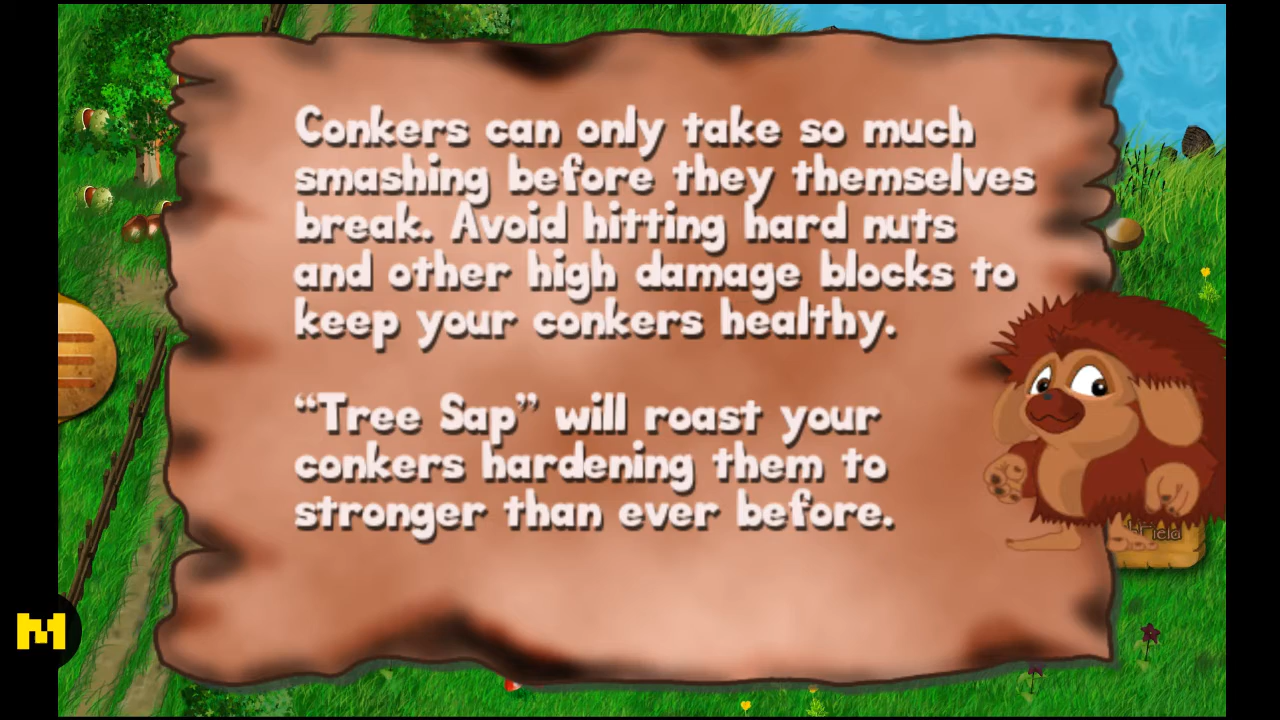 Conkers can only take so much
smashing before they themselves
break. Avoid hitting hard nuts
and other high damage blocks to
keep your conkers healthy.
“Tree Sap” will roast your
conkers hardening them to
stronger than ever before.
M